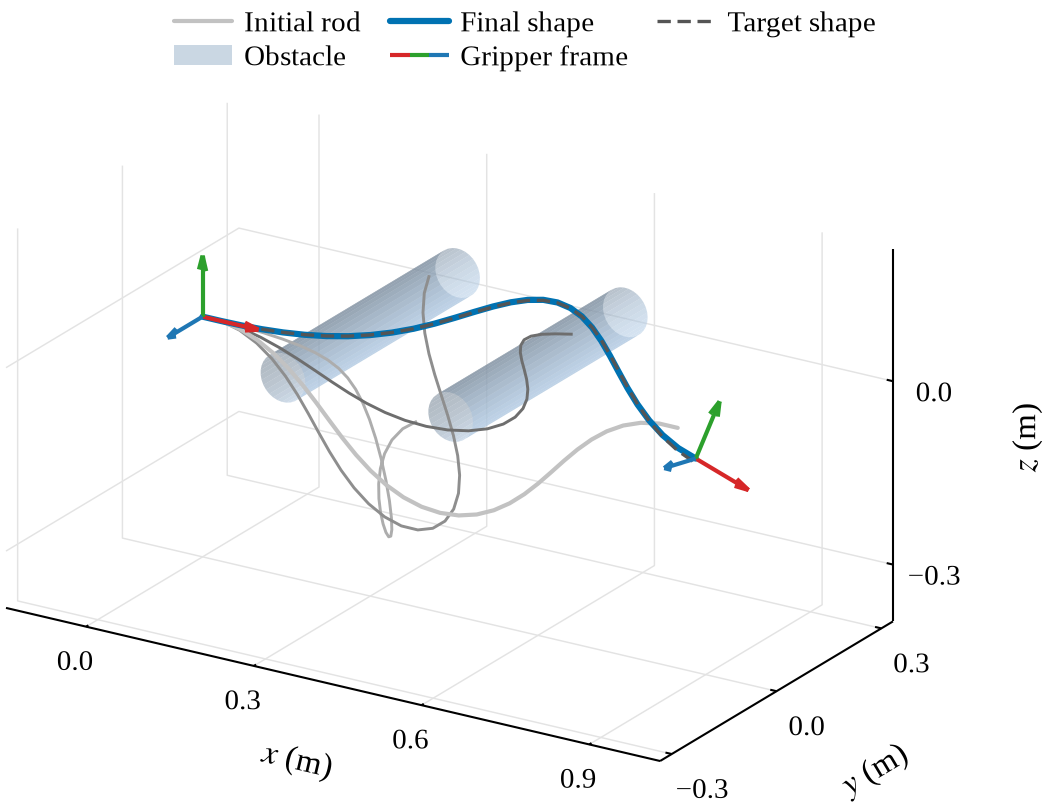 Initial rod
Final shape
Target shape
Obstacle
Gripper frame
0.0
−0.3
z (m)
0.0
0.3
0.6
0.9
x (m)
0.3
0.0
−0.3
y (m)